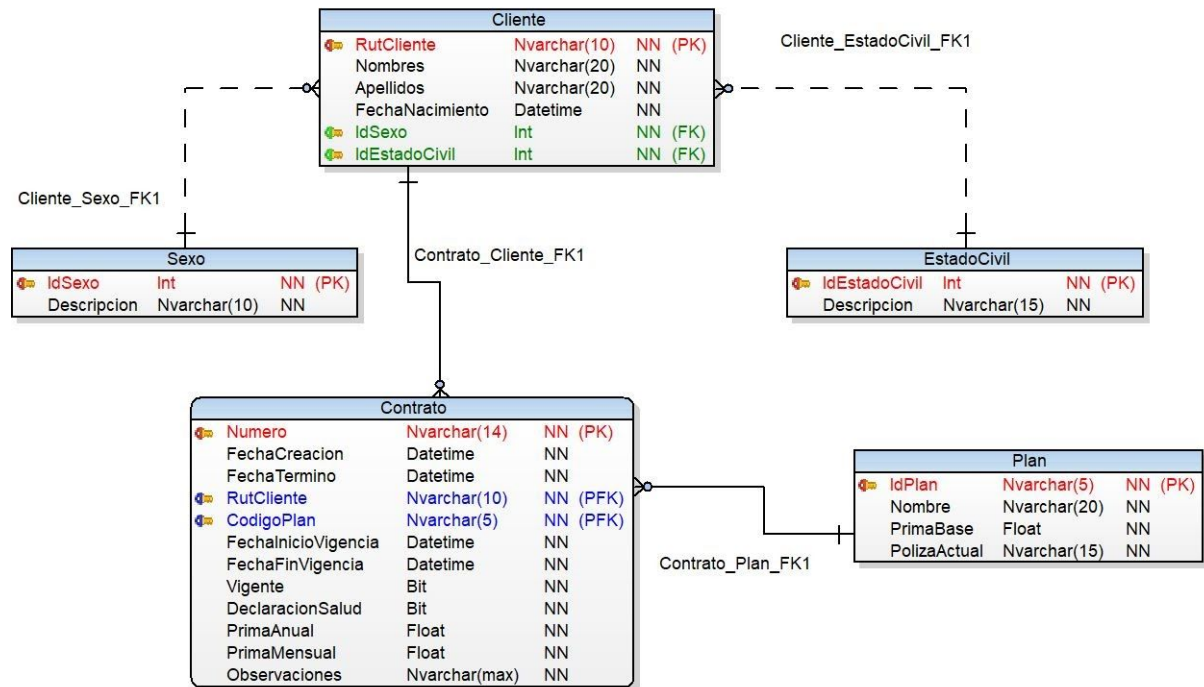 Cliente
RutCliente Nvarchar(10) NN (PK)
Nombres Nvarchar(20) NN
Apellidos Nvarchar(20) NN
FechaNacimiento Datetime NN
IdSexo Int NN (FK)
IdEstadoCivil Int NN (FK)
Cliente_EstadoCivil_FK1
Cliente_Sexo_FK1
Contrato_Cliente_FK1
Sexo
IdSexo Int NN (PK)
Descripcion Nvarchar(10) NN
EstadoCivil
IdEstadoCivil Int NN (PK)
Descripcion Nvarchar(15) NN
Contrato
Numero Nvarchar(14) NN (PK)
FechaCreacion Datetime NN
FechaTermino Datetime NN
RutCliente Nvarchar(10) NN (PFK)
CodigoPlan Nvarchar(5) NN (PFK)
FechaInicioVigencia Datetime NN
FechaFinVigencia Datetime NN
Vigente Bit NN
DeclaracionSalud Bit NN
PrimaAnual Float NN
PrimaMensual Float NN
Observaciones Nvarchar(max) NN
Plan
IdPlan Nvarchar(5) NN (PK)
Nombre Nvarchar(20) NN
PrimaBase Float NN
PolizaActual Nvarchar(15) NN
Contrato_Plan_FK1